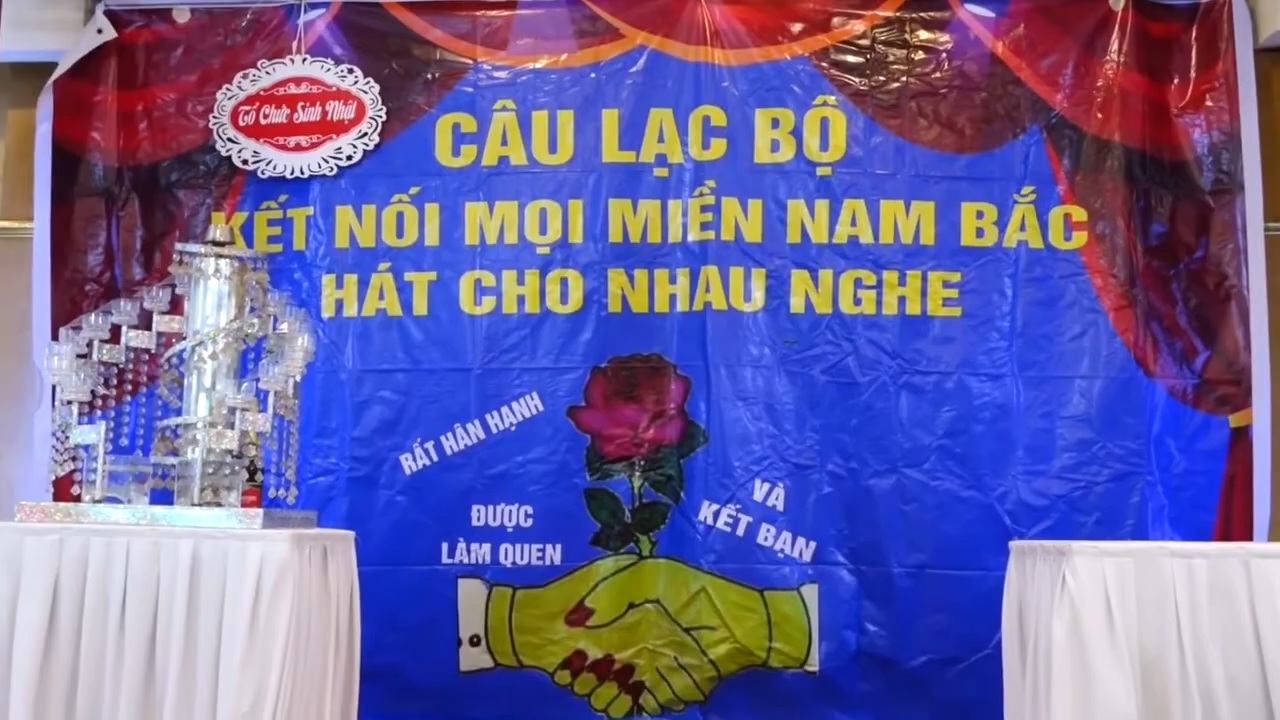 Tổ Chức Sinh Nhật
CÂU LẠC BỘ
KẾT NỐI MỌI MIỀN NAM BẮC
HÁT CHO NHAU NGHE
RẤT HÂN HẠNH
ĐƯỢC
LÀM QUEN
VÀ
KẾT BẠN